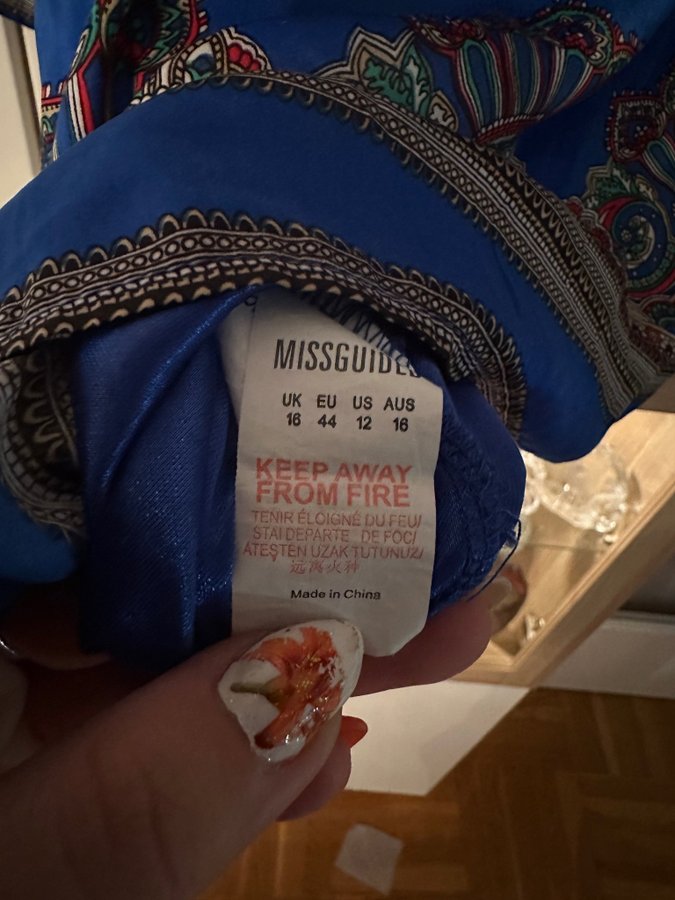 MISSGUIDED
UK EU US AUS
16 44 12 16
KEEP AWAY
FROM FIRE
TENIR ÉLOIGNÉ DU FEU/
STAI DEPARTE DE FOC/
ATEŞTEN UZAK TUTUNUZ/
远离火种
Made in China